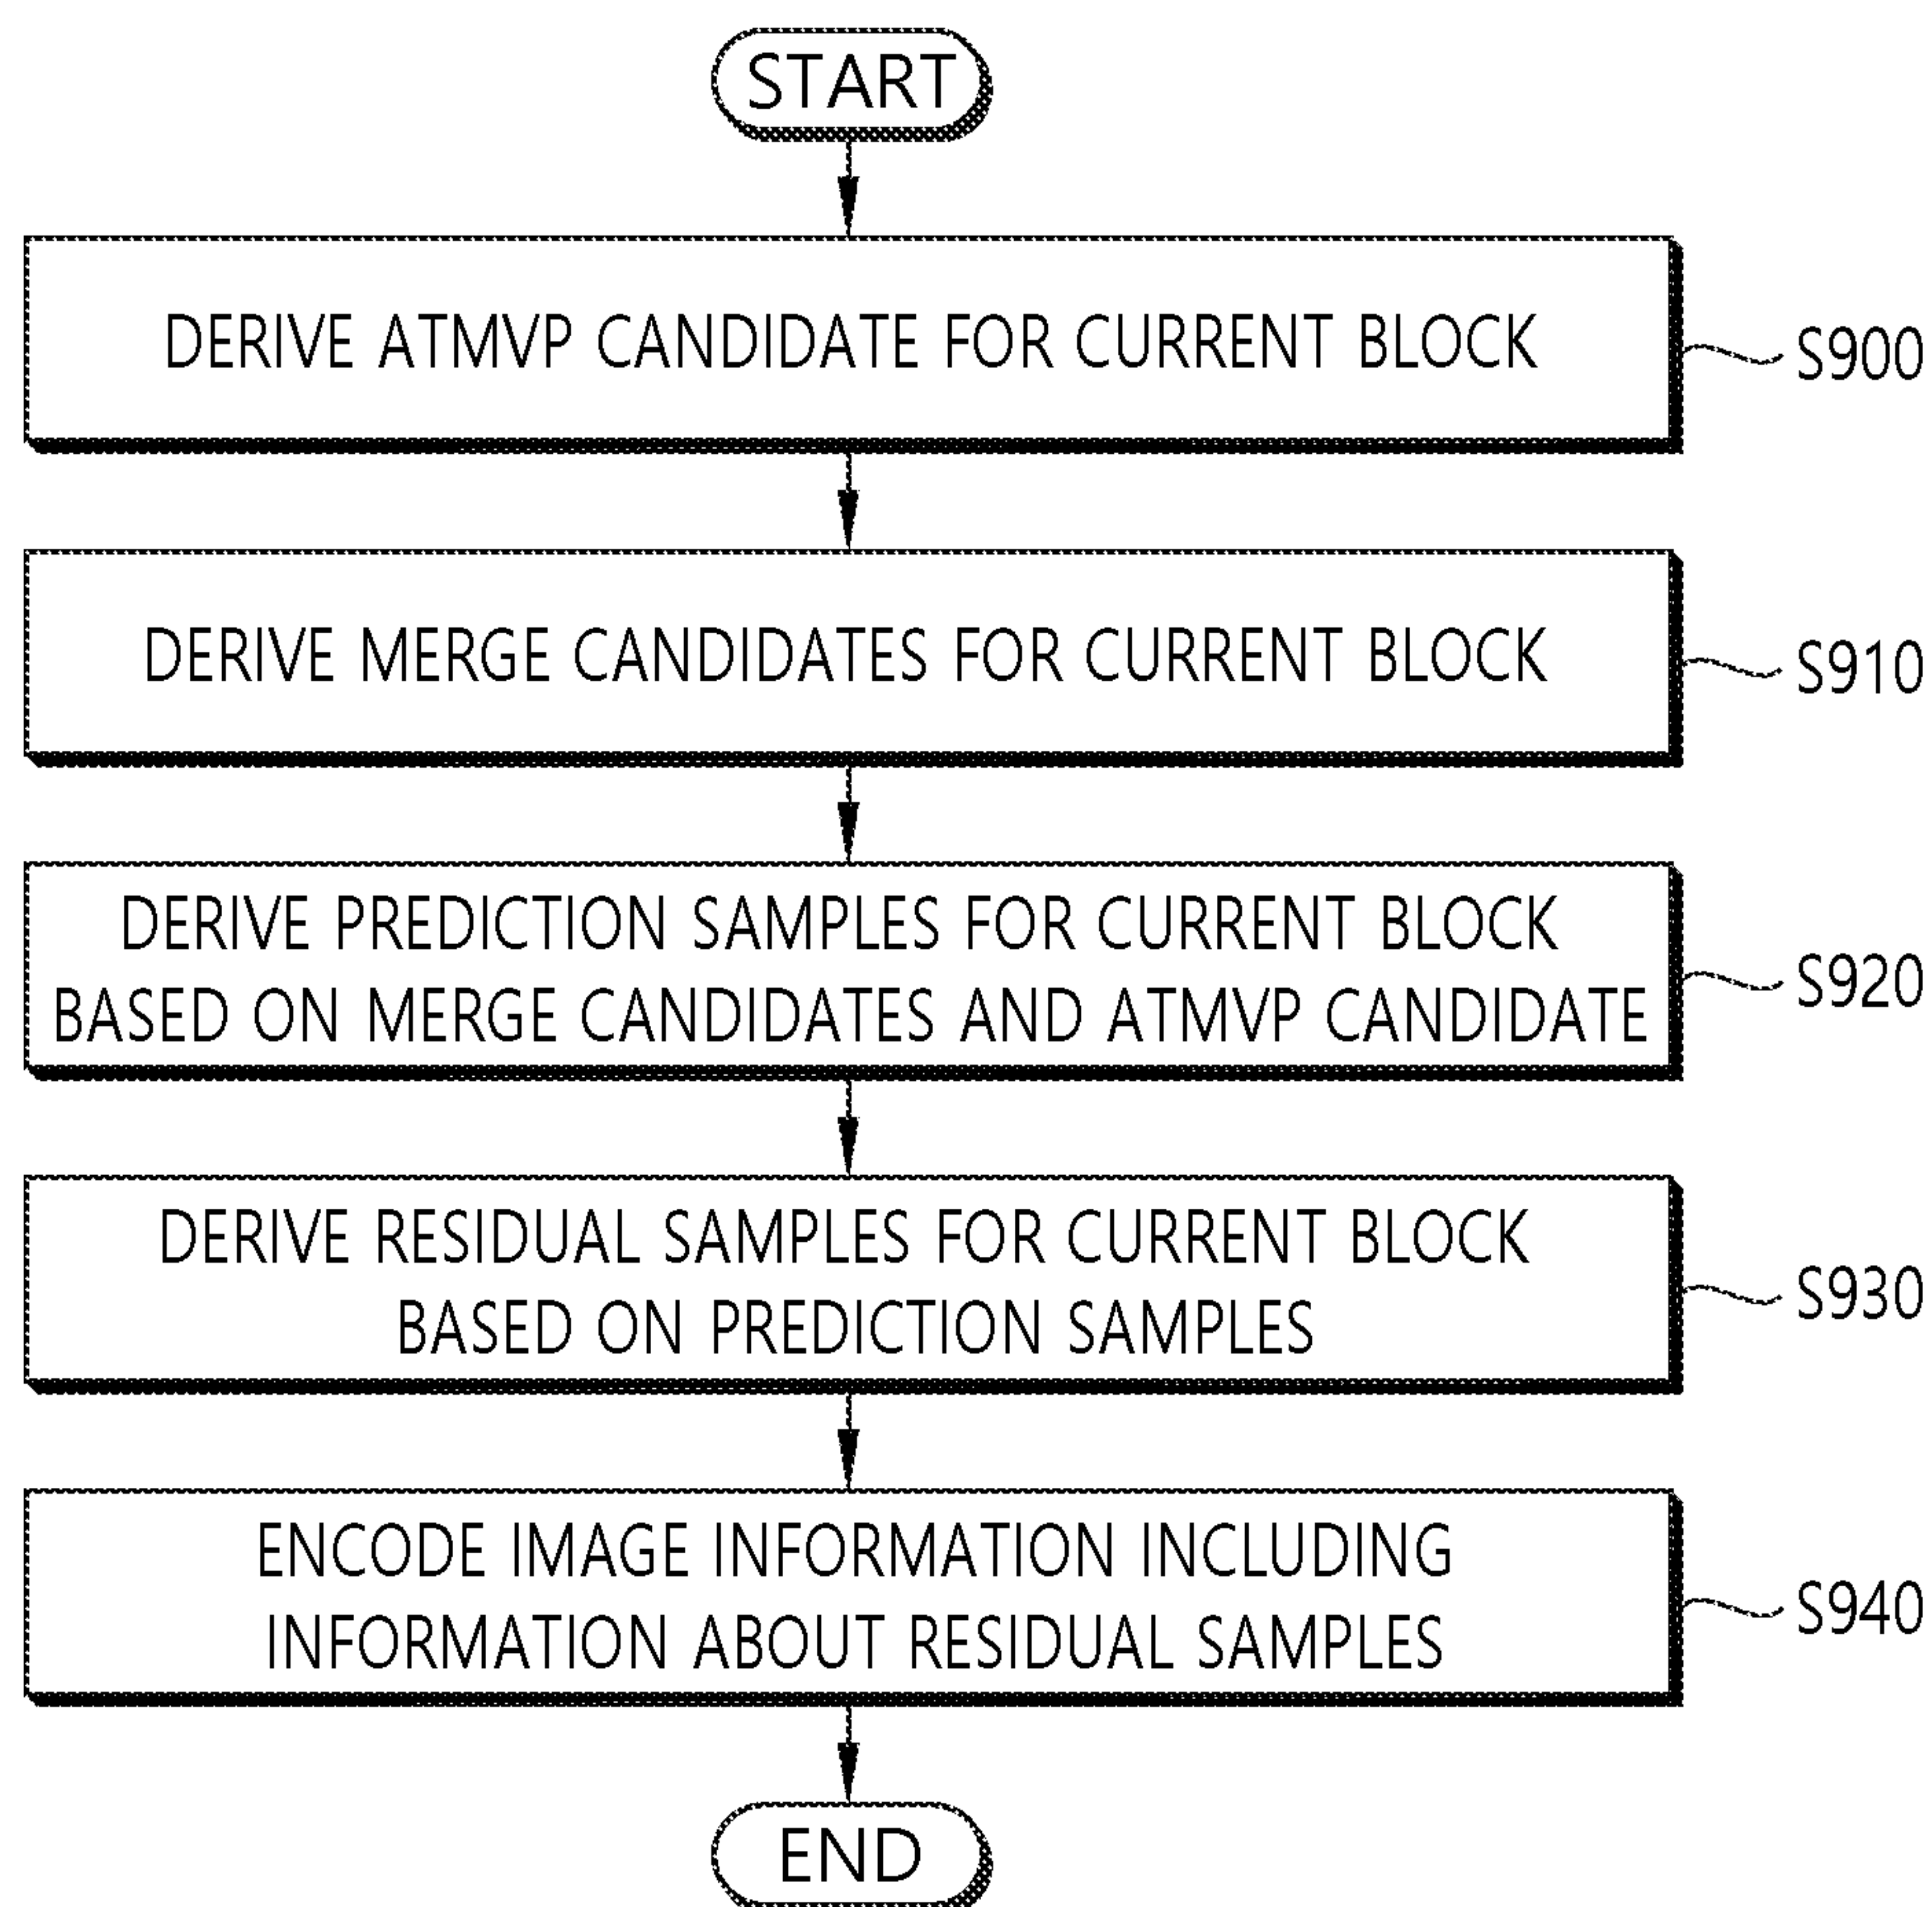 START
DERIVE ATMVP CANDIDATE FOR CURRENT BLOCK
S900
DERIVE MERGE CANDIDATES FOR CURRENT BLOCK
S910
DERIVE PREDICTION SAMPLES FOR CURRENT BLOCK
BASED ON MERGE CANDIDATES AND ATMVP CANDIDATE
S920
DERIVE RESIDUAL SAMPLES FOR CURRENT BLOCK
BASED ON PREDICTION SAMPLES
S930
ENCODE IMAGE INFORMATION INCLUDING
INFORMATION ABOUT RESIDUAL SAMPLES
S940
END